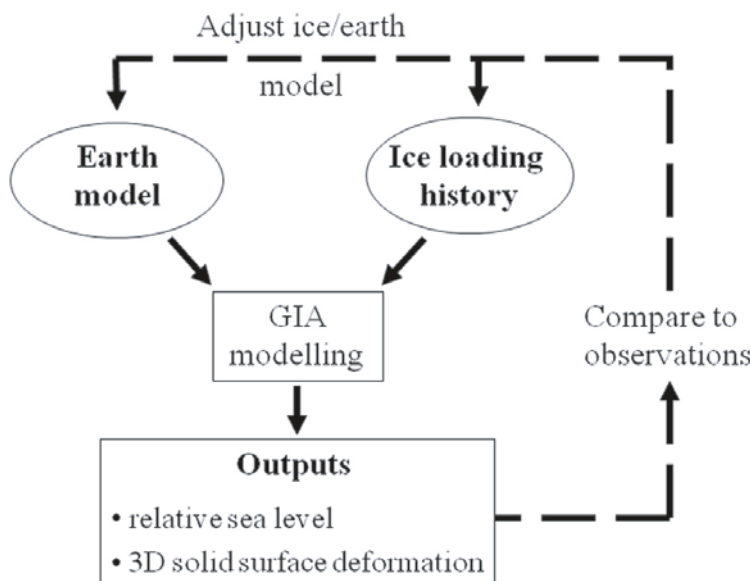 Adjust ice/earth
model
Earth
model
Ice loading
history
GIA
modelling
Compare to
observations
Outputs
• relative sea level
• 3D solid surface deformation